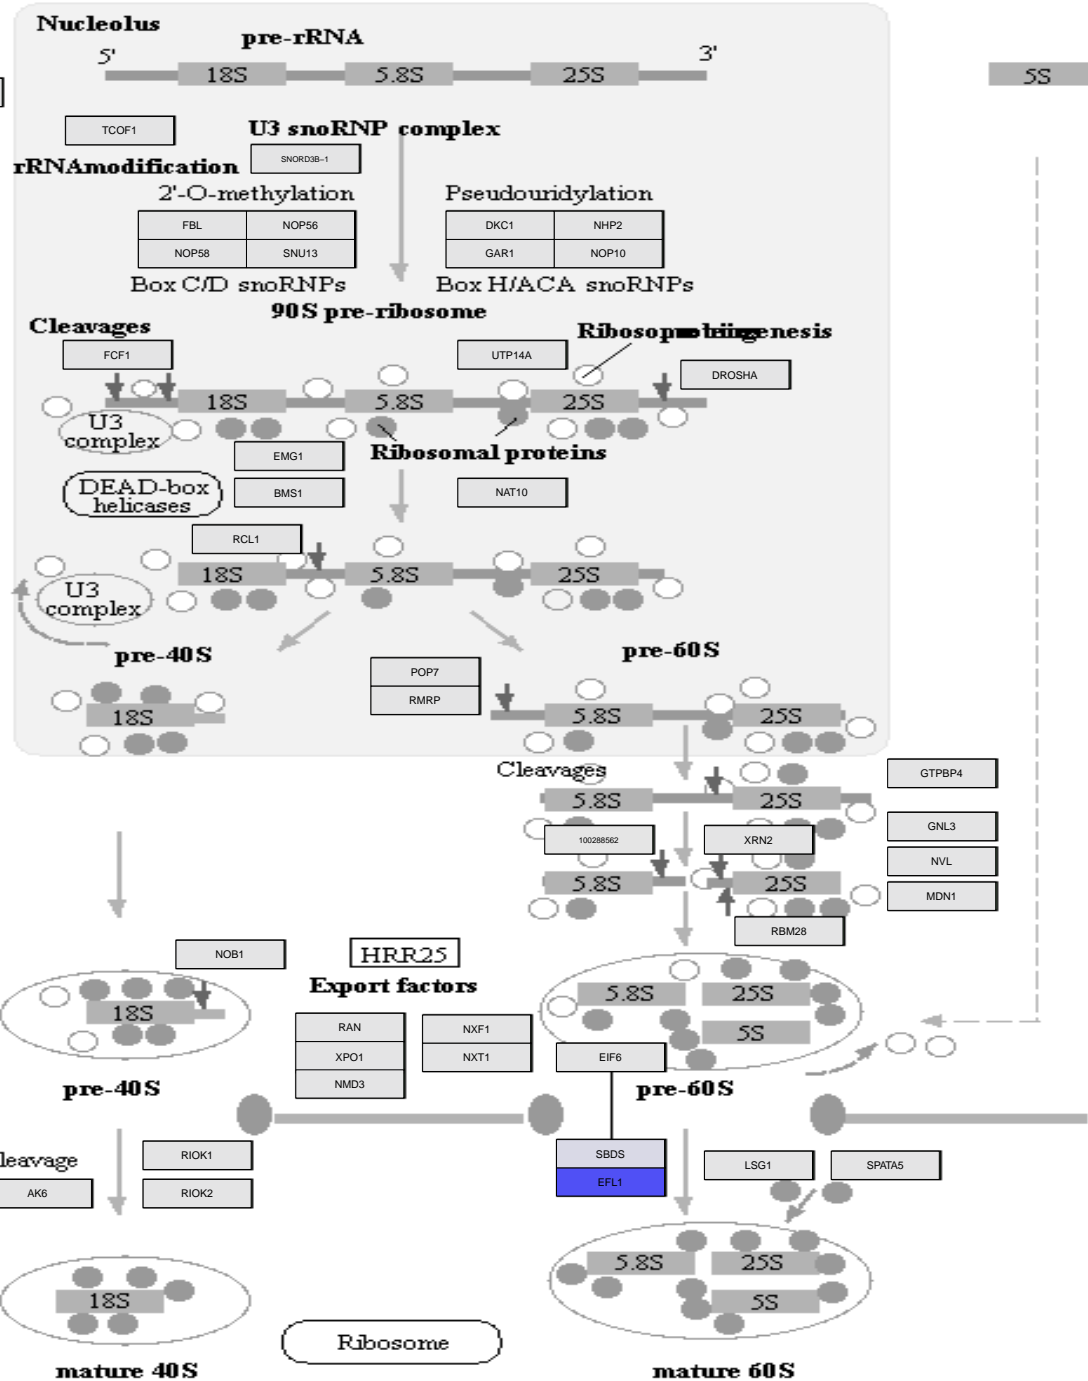 Nucleolus
pre-rRNA
5'
3'
18S
5.8S
25S
5S
TCOF1
U3 snoRNP complex
rRNAmodification
SNORD3B-1
2'-O-methylation
Pseudouridylation
FBL
NOP56
DKC1
NHP2
NOP58
SNU13
GAR1
NOP10
Box C/D snoRNPs
Box H/ACA snoRNPs
90S pre-ribosome
Cleavages
FCF1
UTP14A
DROSHA
18S
5.8S
25S
U3
complex
Ribosomal proteins
EMG1
DEAD-box
helicases
BMS1
NAT10
RCL1
18S
5.8S
25S
U3
complex
pre-40S
pre-60S
POP7
RMRP
18S
5.8S
25S
Cleavages
GTPBP4
5.8S
25S
GNL3
100288562
XRN2
NVL
5.8S
25S
MDN1
RBM28
NOB1
HRR25
Export factors
18S
5.8S
25S
5S
RAN
NXF1
XPO1
NXT1
NMD3
EIF6
pre-40S
pre-60S
leavage
RIOK1
SBDS
LSG1
SPATA5
AK6
RIOK2
EFL1
5.8S
25S
18S
5S
Ribosome
mature 40S
mature 60S